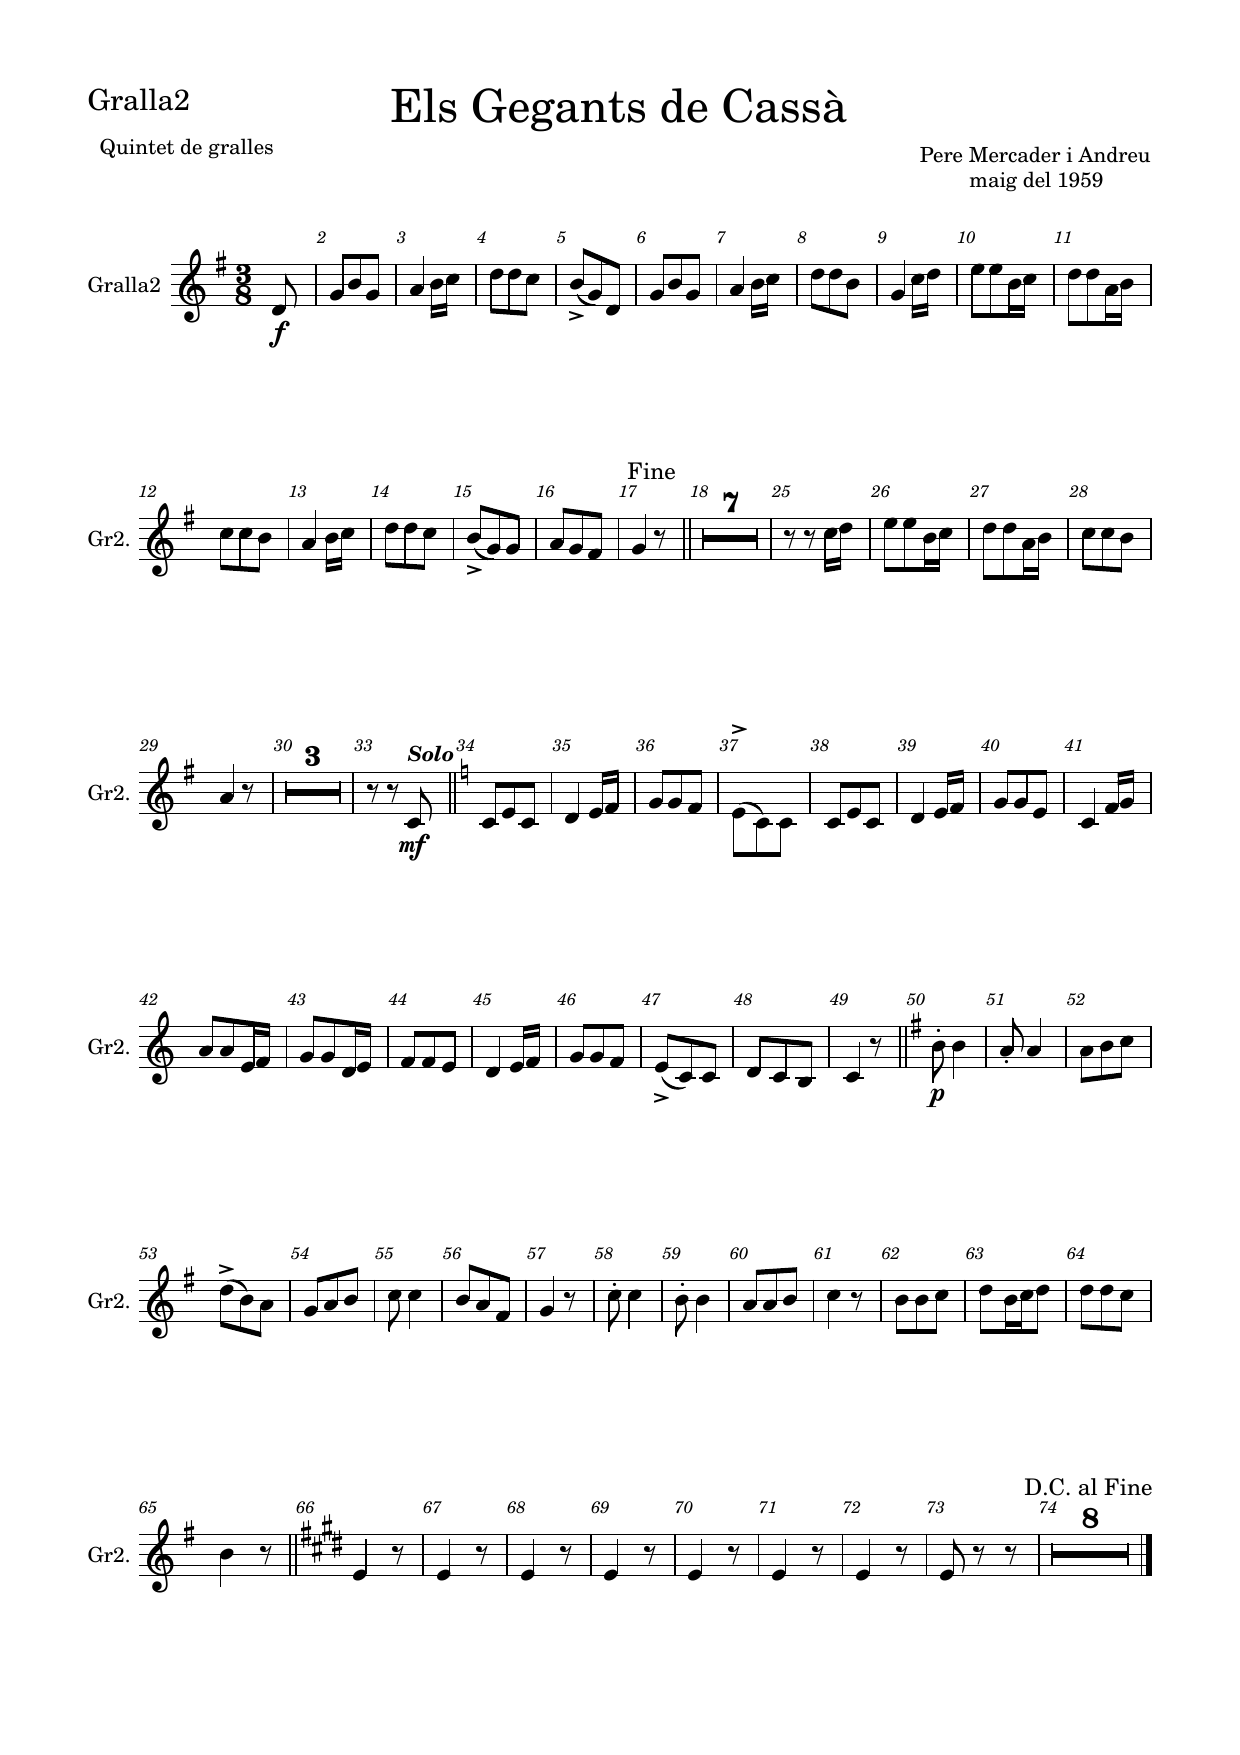 Gralla2
Els Gegants de Cassà
Quintet de gralles
Pere Mercader i Andreu
maig del 1959
2 3 4 5 6 7 8 9 10 11
Gralla2 3 8
f
Fine
12 13 14 15 16 17 18 7 25 26 27 28
Gr2.
29 30 3 33 Solo 34 35 36 37 38 39 40 41
Gr2.
mf
42 43 44 45 46 47 48 49 50 51 52
Gr2.
p
53 54 55 56 57 58 59 60 61 62 63 64
Gr2.
D.C. al Fine
65 66 67 68 69 70 71 72 73 74 8
Gr2.